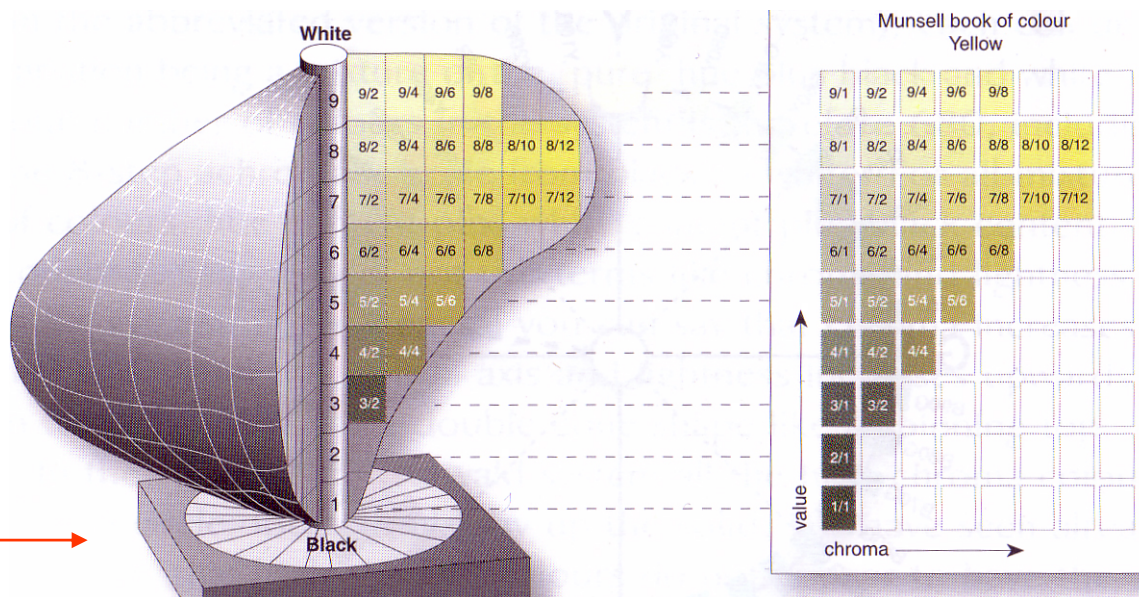 White
9 9/2 9/4 9/6 9/8
8 8/2 8/4 8/6 8/8 8/10 8/12
7 7/2 7/4 7/6 7/8 7/10 7/12
6 6/2 6/4 6/6 6/8
5 5/2 5/4 5/6
4 4/2 4/4
3 3/2
2
1
Black
Munsell book of colour
Yellow
9/1 9/2 9/4 9/6 9/8
8/1 8/2 8/4 8/6 8/8 8/10 8/12
7/1 7/2 7/4 7/6 7/8 7/10 7/12
6/1 6/2 6/4 6/6 6/8
5/1 5/2 5/4 5/6
4/1 4/2 4/4
3/1 3/2
2/1
1/1
value
chroma